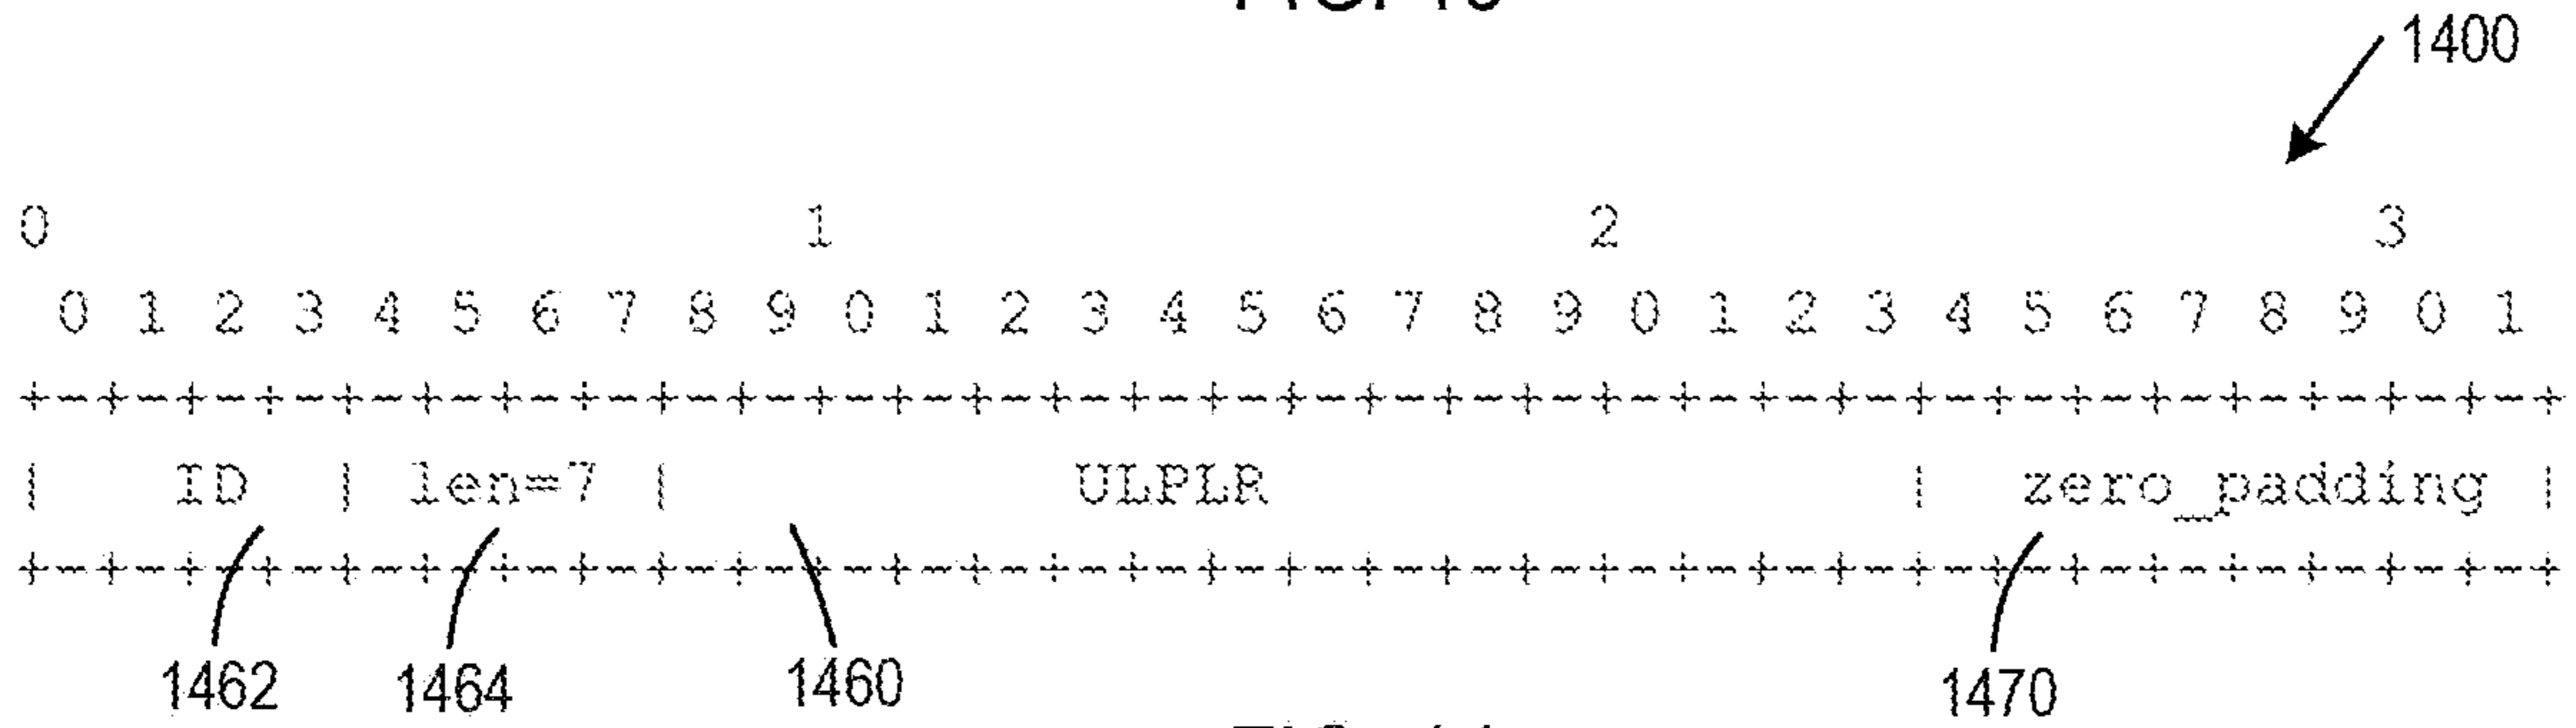 1400
0 1 2 3
0 1 2 3 4 5 6 7 8 9 0 1 2 3 4 5 6 7 8 9 0 1 2 3 4 5 6 7 8 9 0 1
+-+-+-+-+-+-+-+-+-+-+-+-+-+-+-+-+-+-+-+-+-+-+-+-+-+-+-+-+-+-+-+-+
| ID | len=7 | ULPLR | zero_padding |
+-+-+-+-+-+-+-+-+-+-+-+-+-+-+-+-+-+-+-+-+-+-+-+-+-+-+-+-+-+-+-+-+
1462 1464 1460 1470